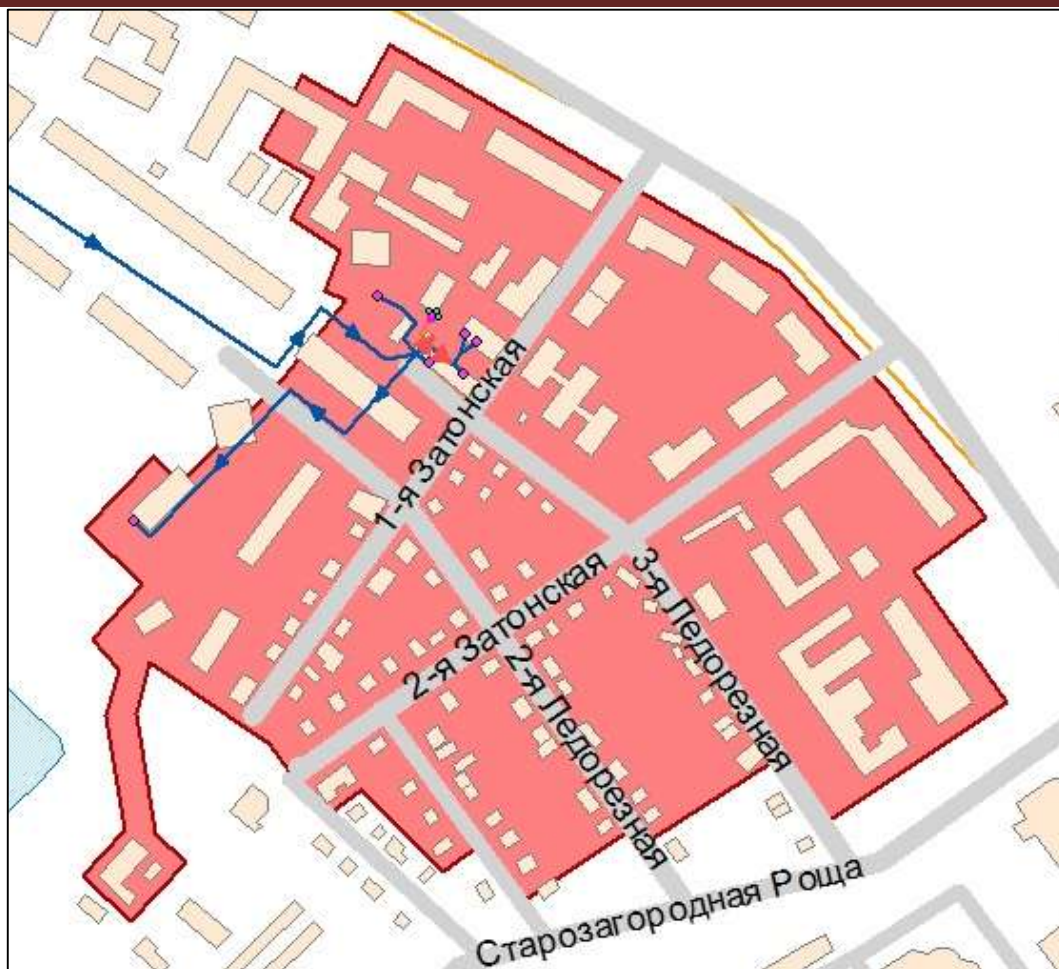 1-я Затонская
2-я Затонская
3-я Ледорезная
2-я Ледорезная
Старозагородная Роща